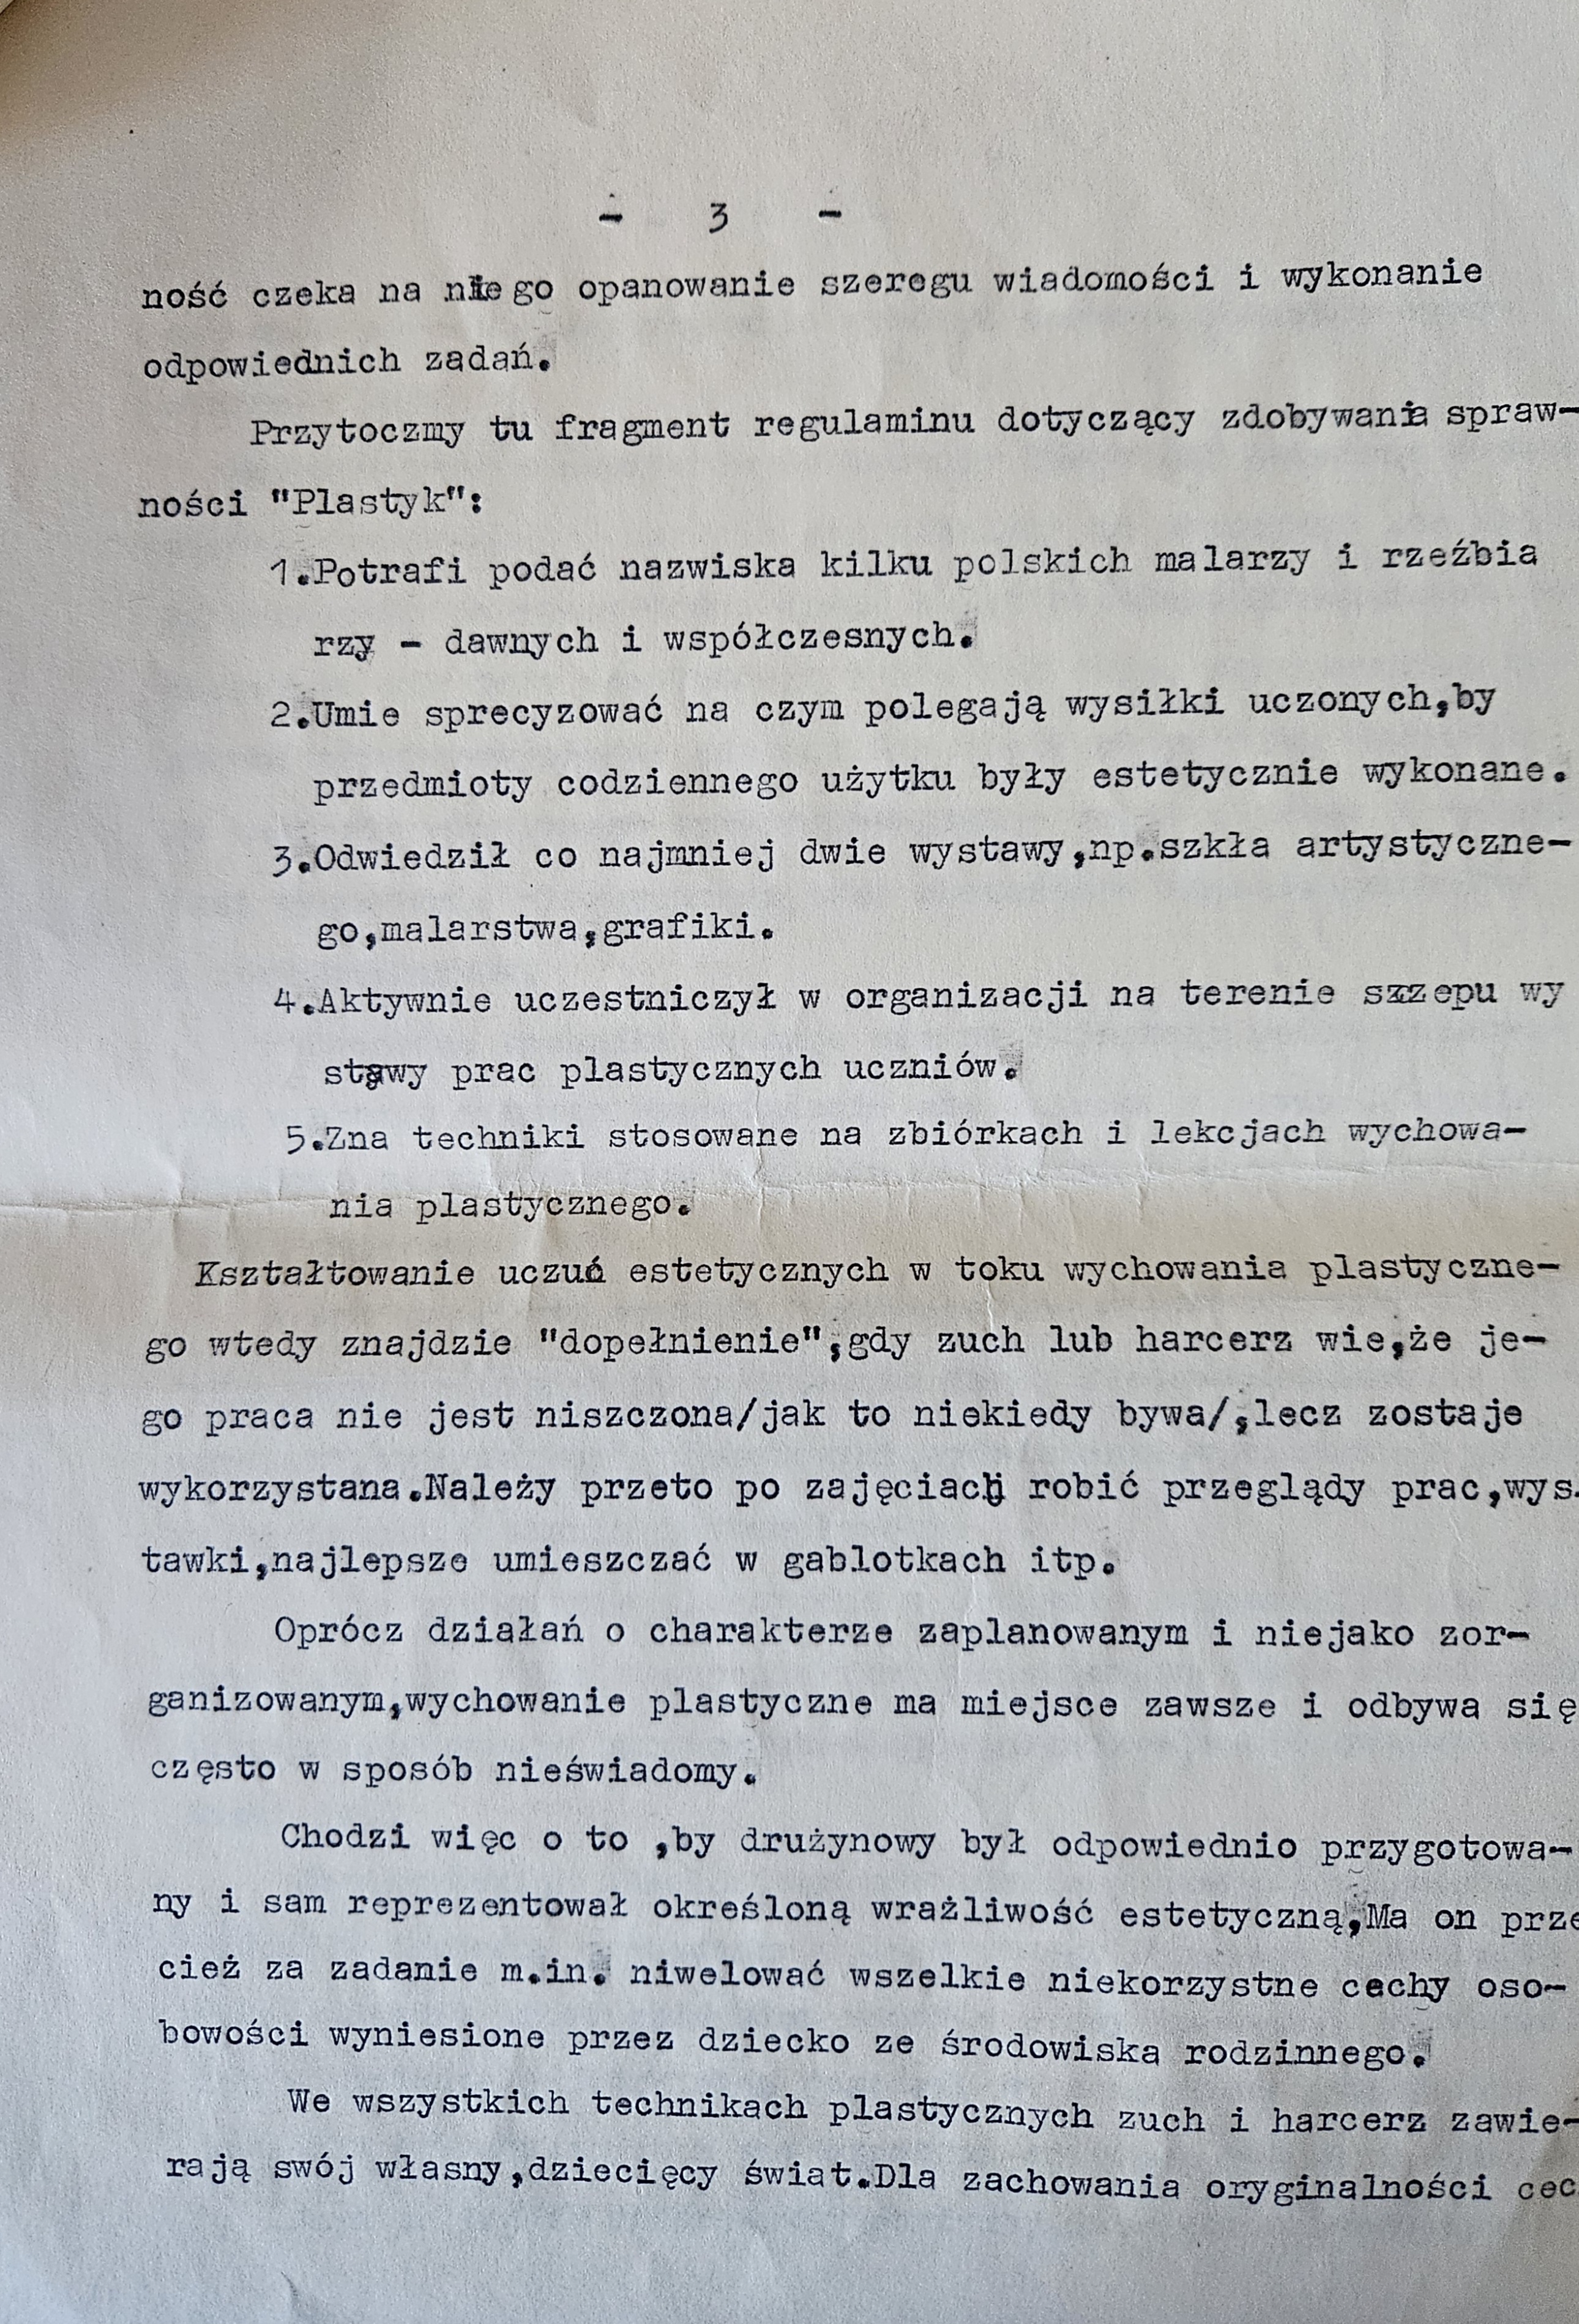 - 3 -
ność czeka na niego opanowanie szeregu wiadomości i wykonanie
odpowiednich zadań.
Przytoczmy tu fragment regulaminu dotyczący zdobywania spraw-
ności "Plastyk":
1.Potrafi podać nazwiska kilku polskich malarzy i rzeźbia
rzy - dawnych i współczesnych.
2.Umie sprecyzować na czym polegają wysiłki uczonych,by
przedmioty codziennego użytku były estetycznie wykonane.
3.Odwiedził co najmniej dwie wystawy,np.szkła artystyczne-
go,malarstwa,grafiki.
4.Aktywnie uczestniczył w organizacji na terenie szzepu wy
stawy prac plastycznych uczniów.
5.Zna techniki stosowane na zbiórkach i lekcjach wychowa-
nia plastycznego.
Kształtowanie uczuć estetycznych w toku wychowania plastyczne-
go wtedy znajdzie "dopełnienie",gdy zuch lub harcerz wie,że je-
go praca nie jest niszczona/jak to niekiedy bywa/,lecz zostaje
wykorzystana.Należy przeto po zajęciach robić przeglądy prac,wys
tawki,najlepsze umieszczać w gablotkach itp.
Oprócz działań o charakterze zaplanowanym i niejako zor-
ganizowanym,wychowanie plastyczne ma miejsce zawsze i odbywa się
często w sposób nieświadomy.
Chodzi więc o to ,by drużynowy był odpowiednio przygotowa-
ny i sam reprezentował określoną wrażliwość estetyczną,Ma on prze
cież za zadanie m.in. niwelować wszelkie niekorzystne cechy oso-
bowości wyniesione przez dziecko ze środowiska rodzinnego.
We wszystkich technikach plastycznych zuch i harcerz zawie-
rają swój własny,dziecięcy świat.Dla zachowania oryginalności cec